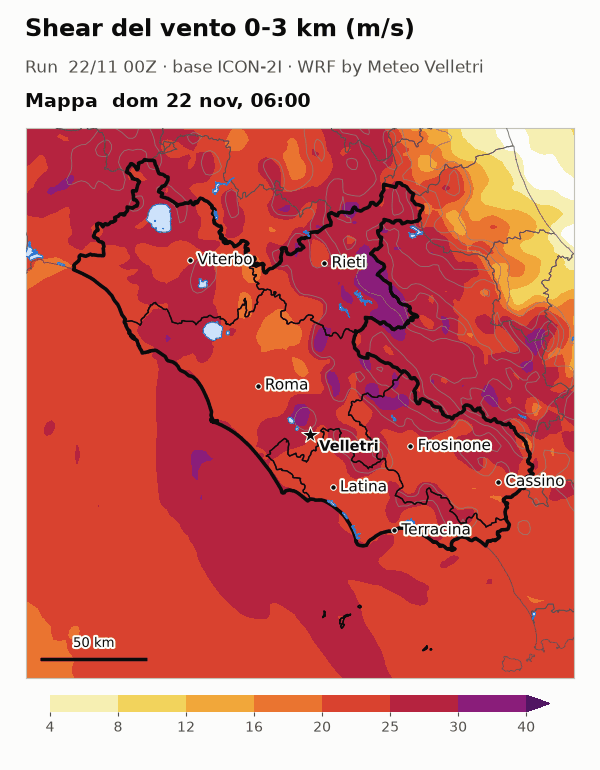 Shear del vento 0-3 km (m/s)
Run 22/11 00Z · base ICON-2I · WRF by Meteo Velletri
Mappa dom 22 nov, 06:00
Viterbo
Rieti
Roma
Velletri
Frosinone
Cassino
Latina
Terracina
50 km
4 8 12 16 20 25 30 40